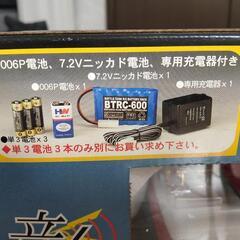 006P電池、7.2Vニッカド電池、専用充電器付き
●7.2Vニッカド電池×1
●006P電池×1
●専用充電器×1
BTRC-600
HW
●単3電池×3
●単3電池3本のみ別にお買い求め下さい。